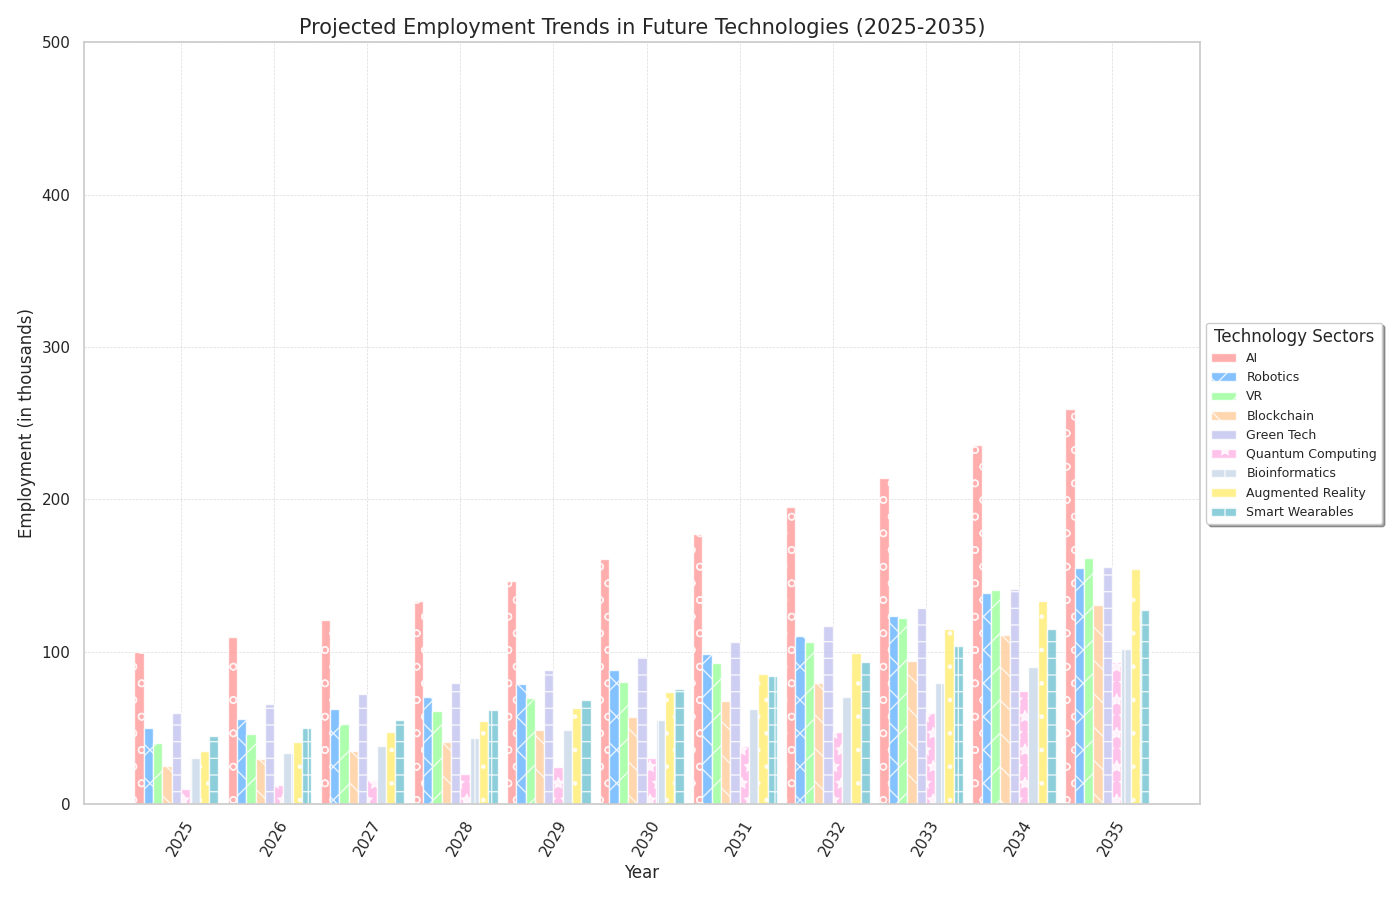 Projected Employment Trends in Future Technologies (2025-2035)
500
400
300
200
100
0
Employment (in thousands)
2025
2026
2027
2028
2029
2030
2031
2032
2033
2034
2035
Year
Technology Sectors
AI
Robotics
VR
Blockchain
Green Tech
Quantum Computing
Bioinformatics
Augmented Reality
Smart Wearables